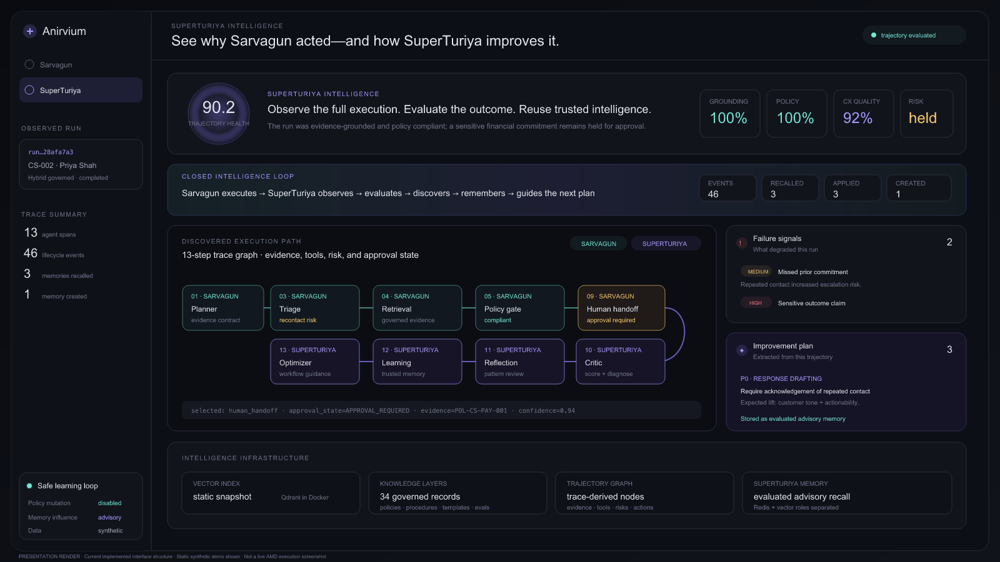 Anirvium
Sarvagun
SuperTuriya
OBSERVED RUN
run…28afa7a3
CS-002 · Priya Shah
Hybrid governed · completed
TRACE SUMMARY
13 agent spans
46 lifecycle events
3 memories recalled
1 memory created
Safe learning loop
Policy mutation disabled
Memory influence advisory
Data synthetic
SUPERTURIYA INTELLIGENCE
See why Sarvagun acted—and how SuperTuriya improves it.
trajectory evaluated
90.2
TRAJECTORY HEALTH
SUPERTURIYA INTELLIGENCE
Observe the full execution. Evaluate the outcome. Reuse trusted intelligence.
The run was evidence-grounded and policy compliant; a sensitive financial commitment remains held for approval.
GROUNDING
100%
POLICY
100%
CX QUALITY
92%
RISK
held
CLOSED INTELLIGENCE LOOP
Sarvagun executes → SuperTuriya observes → evaluates → discovers → remembers → guides the next plan
EVENTS
46
RECALLED
3
APPLIED
3
CREATED
1
DISCOVERED EXECUTION PATH
13-step trace graph · evidence, tools, risk, and approval state
SARVAGUN
SUPERTURIYA
01 · SARVAGUN
Planner
evidence contract
03 · SARVAGUN
Triage
recontact risk
04 · SARVAGUN
Retrieval
governed evidence
05 · SARVAGUN
Policy gate
compliant
09 · SARVAGUN
Human handoff
approval required
13 · SUPERTURIYA
Optimizer
workflow guidance
12 · SUPERTURIYA
Learning
trusted memory
11 · SUPERTURIYA
Reflection
pattern review
10 · SUPERTURIYA
Critic
score + diagnose
selected: human_handoff · approval_state=APPROVAL_REQUIRED · evidence=POL-CS-PAY-001 · confidence=0.94
!
Failure signals
What degraded this run
2
MEDIUM Missed prior commitment
Repeated contact increased escalation risk.
HIGH Sensitive outcome claim
Improvement plan
Extracted from this trajectory
3
P0 · RESPONSE DRAFTING
Require acknowledgement of repeated contact
Expected lift: customer tone + actionability.
Stored as evaluated advisory memory
INTELLIGENCE INFRASTRUCTURE
VECTOR INDEX
static snapshot Qdrant in Docker
KNOWLEDGE LAYERS
34 governed records
policies · procedures · templates · evals
TRAJECTORY GRAPH
trace-derived nodes
evidence · tools · risks · actions
SUPERTURIYA MEMORY
evaluated advisory recall
Redis + vector roles separated
PRESENTATION RENDER · Current implemented interface structure · Static synthetic demo shown · Not a live AMD execution screenshot